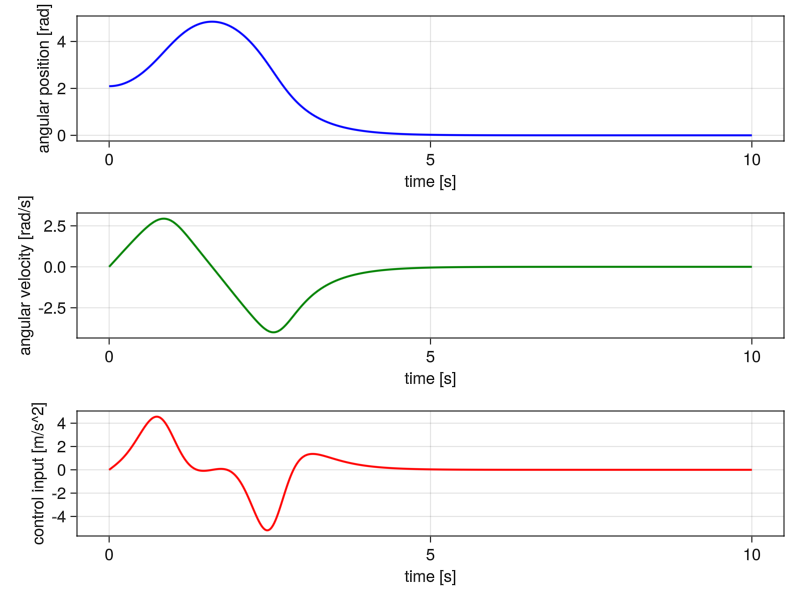 angular position [rad]
4
2
0
0 5 10
time [s]
angular velocity [rad/s]
2.5
0.0
-2.5
0 5 10
time [s]
control input [m/s^2]
4
2
0
-2
-4
0 5 10
time [s]